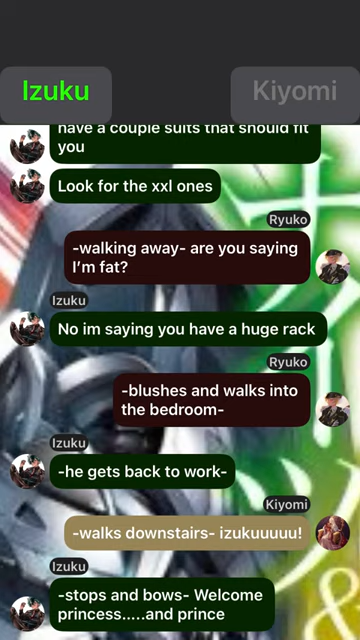 Izuku
Kiyomi
have a couple suits that should fit
you
Look for the xxl ones
Ryuko
-walking away- are you saying
I'm fat?
Izuku
No im saying you have a huge rack
Ryuko
-blushes and walks into
the bedroom-
Izuku
-he gets back to work-
Kiyomi
-walks downstairs- izukuuuuu!
Izuku
-stops and bows- Welcome
princess.....and prince